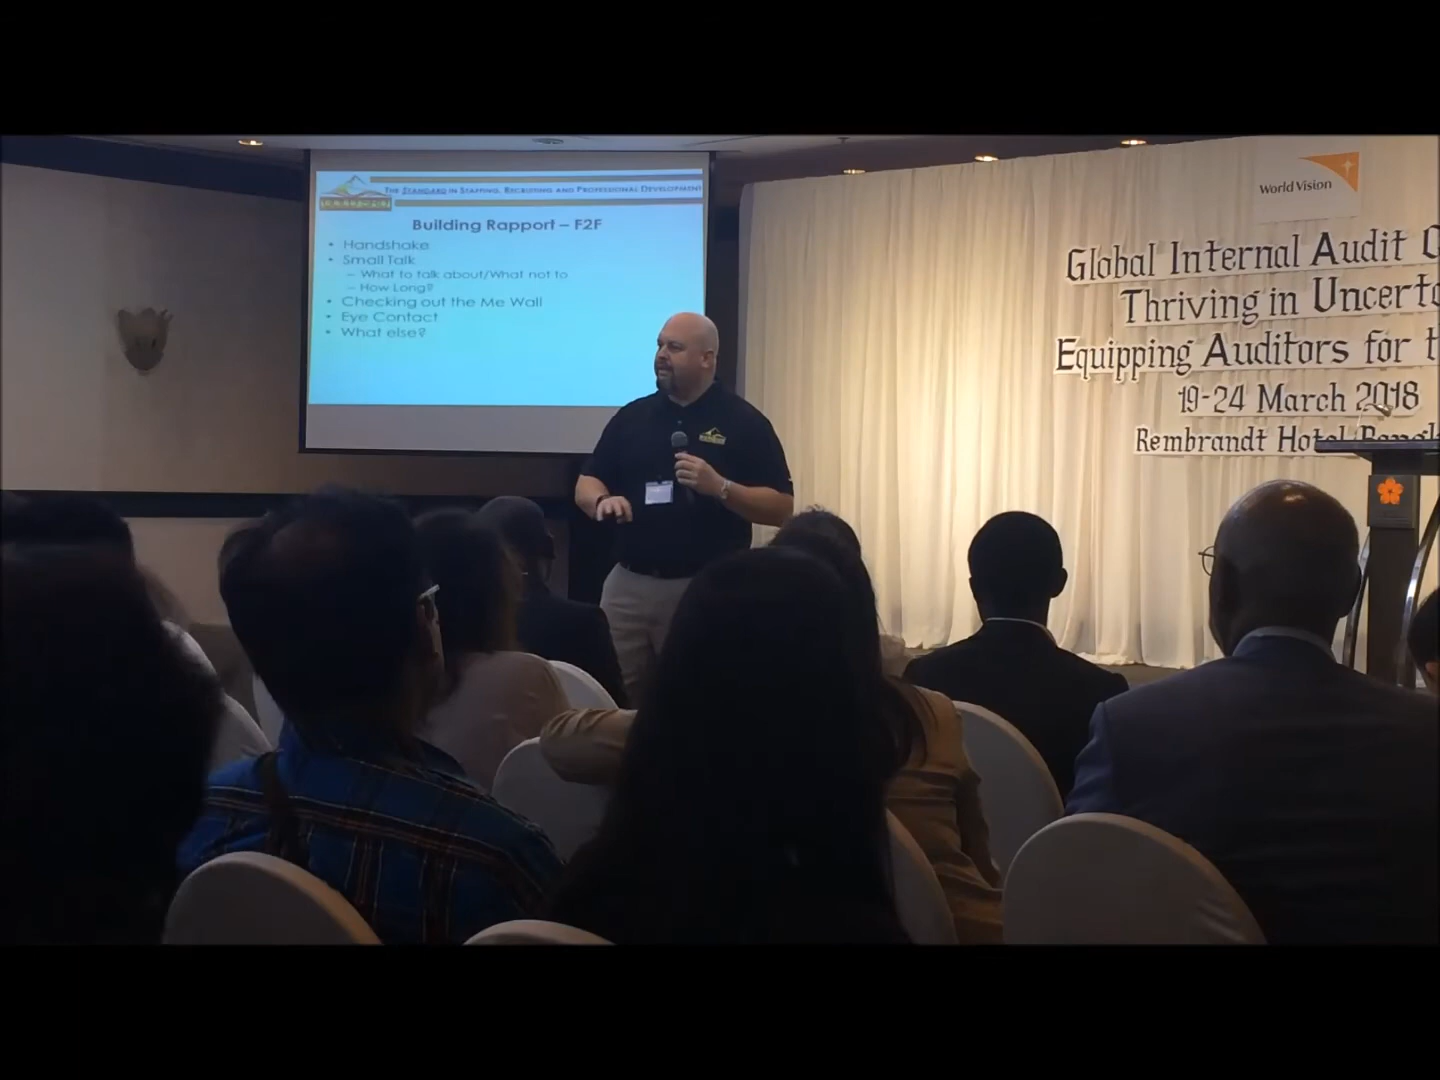 THE STANDARD IN STAFFING, RECRUITING AND PROFESSIONAL DEVELOPMENT
Building Rapport – F2F
• Handshake
• Small Talk
– What to talk about/What not to
– How Long?
• Checking out the Me Wall
• Eye Contact
• What else?
World Vision
Global Internal Audit
Thriving in
Equipping Auditors for
19-24 March 2018
Rembrandt Hotel